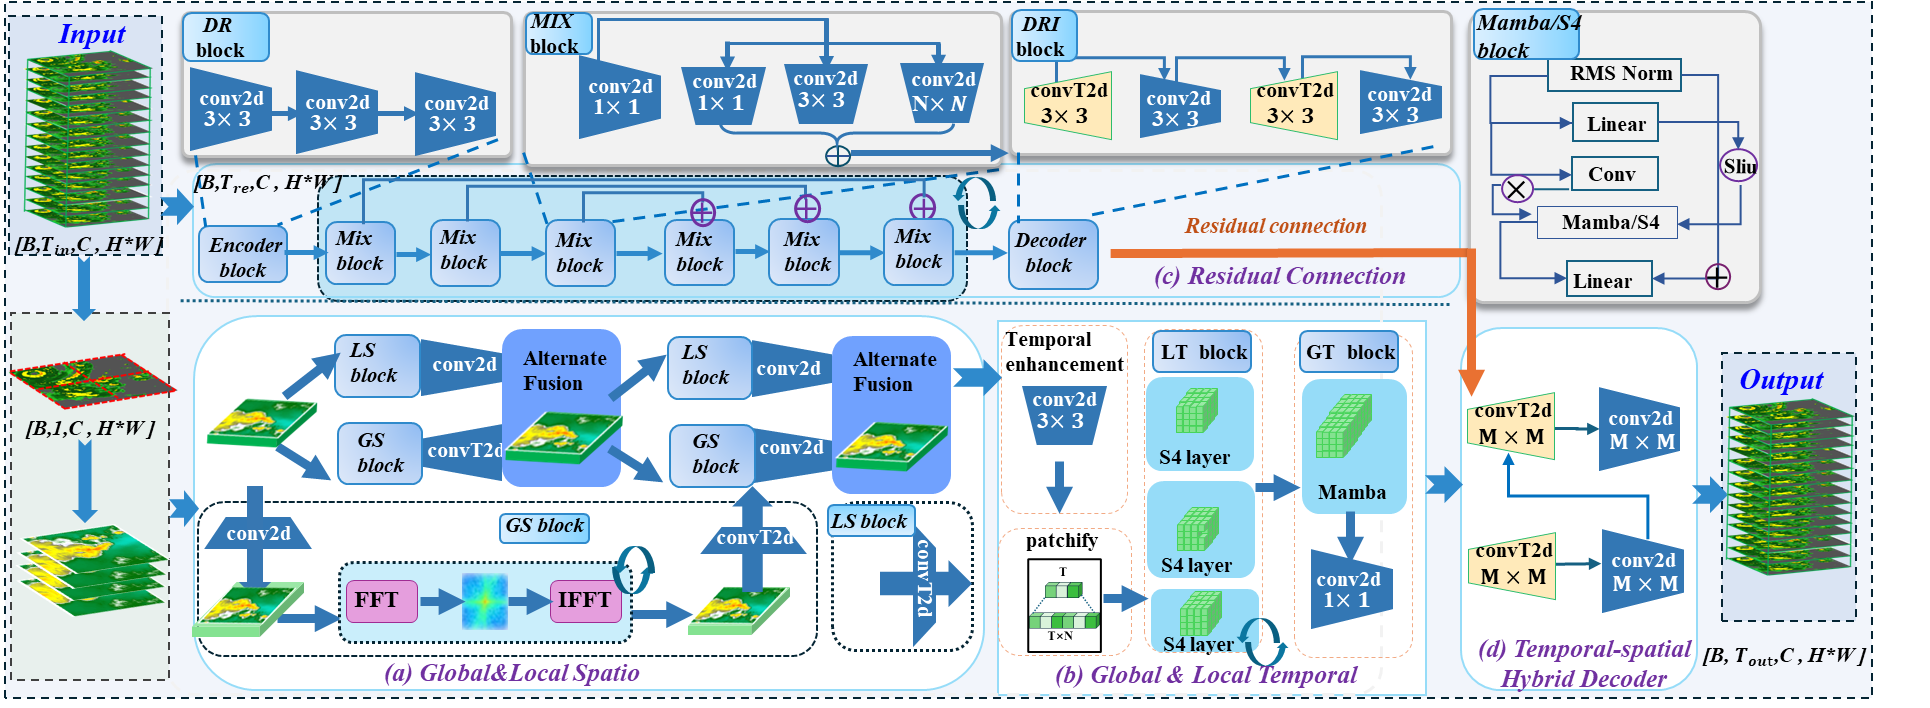 Input
[B,T_in,C , H*W]
[B,1,C , H*W]
DR
block
conv2d
3× 3
conv2d
3× 3
conv2d
3× 3
MIX
block
conv2d
1× 1
conv2d
1× 1
conv2d
3× 3
conv2d
N× N
DRI
block
convT2d
3× 3
conv2d
3× 3
convT2d
3× 3
conv2d
3× 3
Mamba/S4
block
RMS Norm
Linear
Sliu
Conv
Mamba/S4
Linear
[B,T_re,C , H*W]
Encoder
block
Mix
block
Mix
block
Mix
block
Mix
block
Mix
block
Mix
block
Decoder
block
Residual connection
(c) Residual Connection
LS
block
conv2d
Alternate
Fusion
GS
block
convT2d
LS
block
conv2d
Alternate
Fusion
GS
block
conv2d
conv2d
GS block
FFT
IFFT
convT2d
LS block
convT2d
(a) Global&Local Spatio
Temporal
enhancement
conv2d
3× 3
patchify
T
T×N
LT block
S4 layer
S4 layer
S4 layer
GT block
Mamba
conv2d
1× 1
(b) Global & Local Temporal
convT2d
M × M
conv2d
M × M
convT2d
M × M
conv2d
M × M
(d) Temporal-spatial
Hybrid Decoder
Output
[B, T_out,C , H*W]